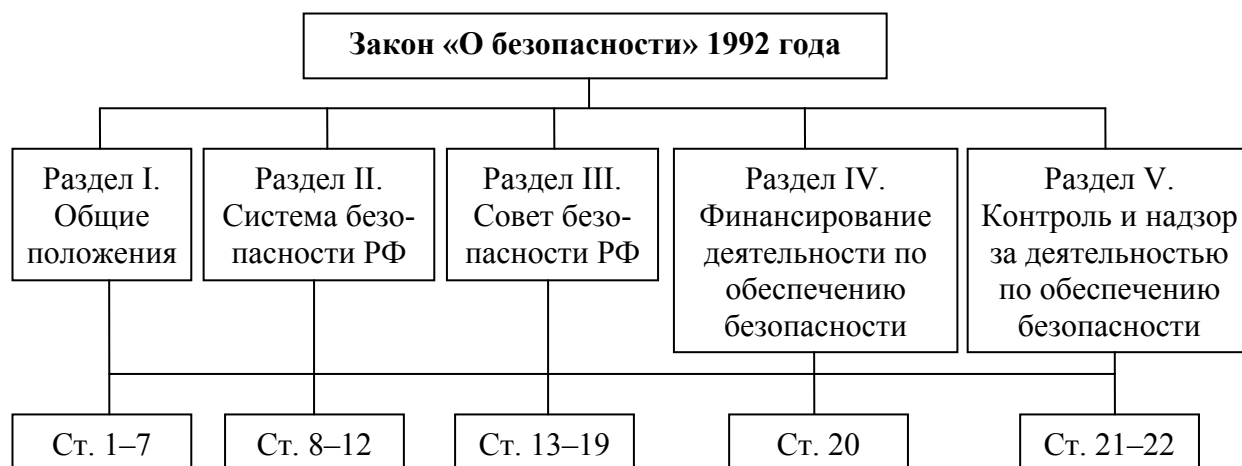 Закон «О безопасности» 1992 года
Раздел I.
Общие
положения
Раздел II.
Система безо-
пасности РФ
Раздел III.
Совет безо-
пасности РФ
Раздел IV.
Финансирование
деятельности по
обеспечению
безопасности
Раздел V.
Контроль и надзор
за деятельностью
по обеспечению
безопасности
Ст. 1–7
Ст. 8–12
Ст. 13–19
Ст. 20
Ст. 21–22